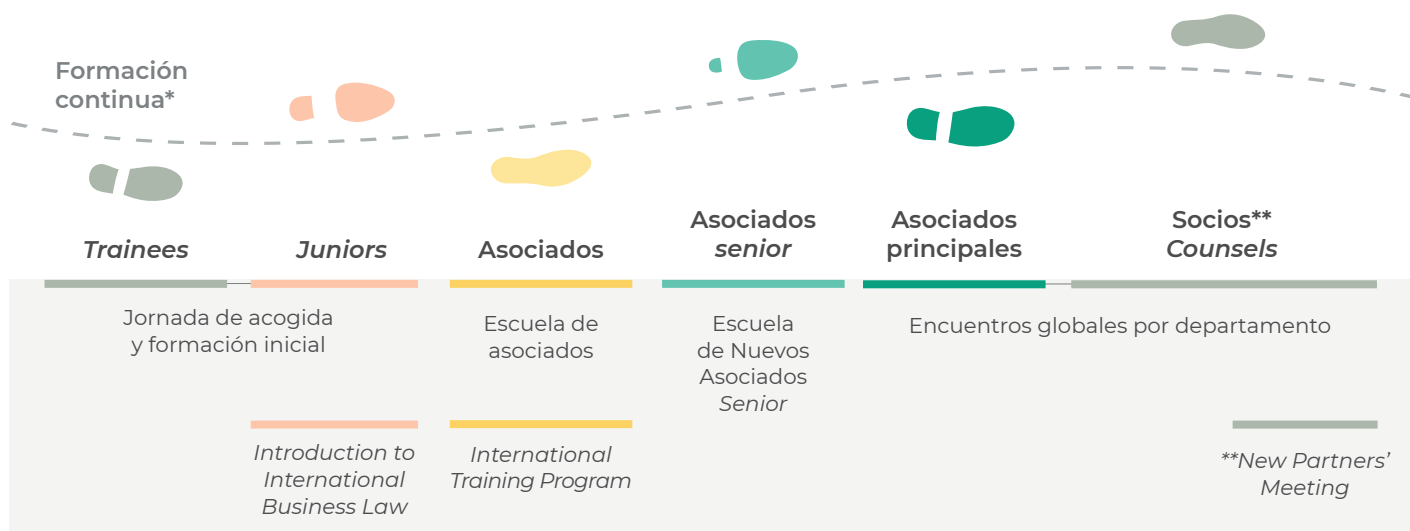 Formación
continua*
Trainees
Juniors
Asociados
Asociados
senior
Asociados
principales
Socios**
Counsels
Jornada de acogida
y formación inicial
Escuela de
asociados
Escuela
de Nuevos
Asociados
Senior
Encuentros globales por departamento
Introduction to
International
Business Law
International
Training Program
**New Partners’
Meeting